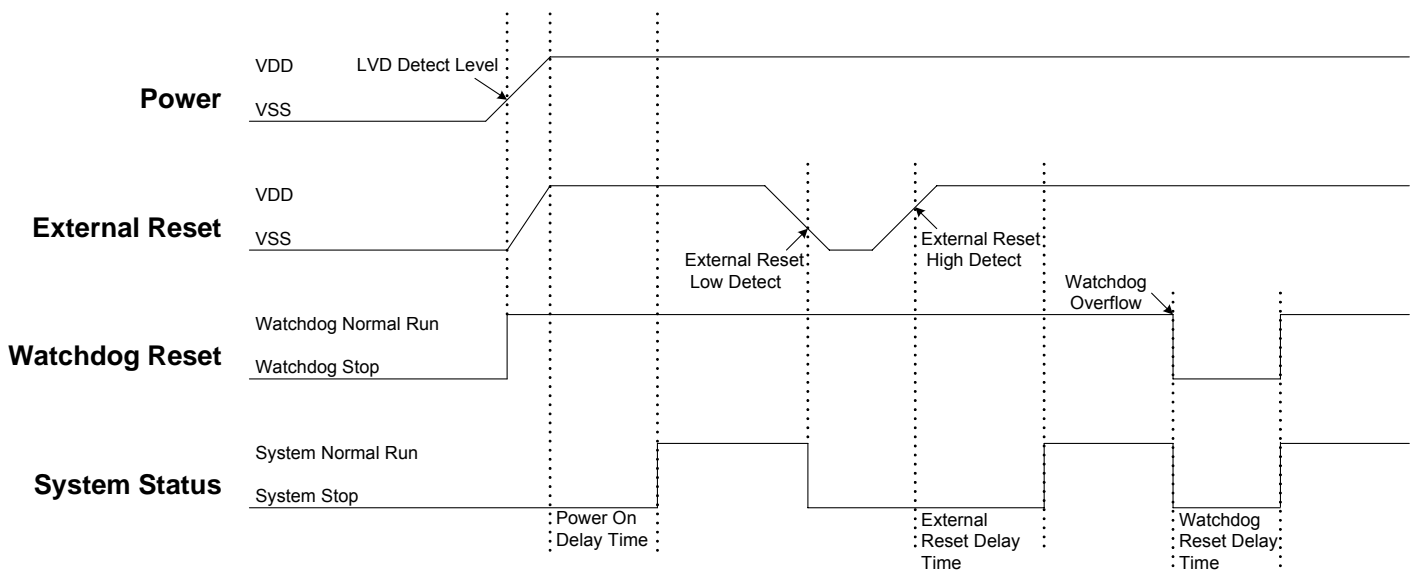 VDD
LVD Detect Level
Power
VSS
VDD
External Reset
VSS
External Reset
Low Detect
External Reset
High Detect
Watchdog
Overflow
Watchdog Normal Run
Watchdog Reset
Watchdog Stop
System Normal Run
System Status
System Stop
Power On
Delay Time
External
Reset Delay
Time
Watchdog
Reset Delay
Time